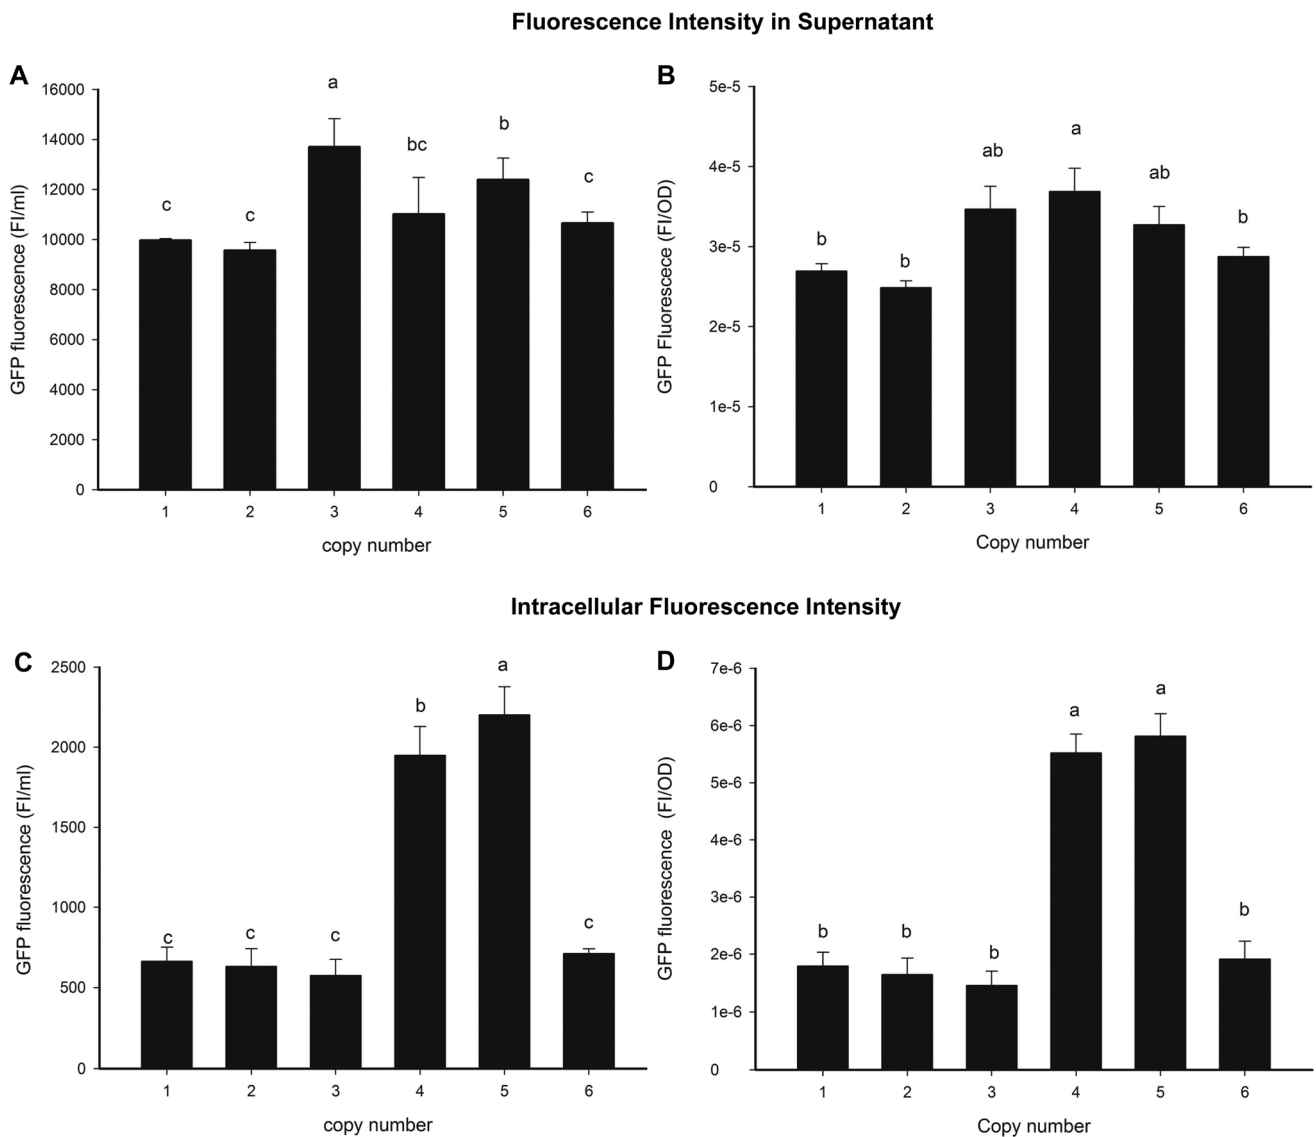 Fluorescence Intensity in Supernatant
A
GFP fluorescence (FI/ml)
16000
14000
12000
10000
8000
6000
4000
2000
0
c
c
a
bc
b
c
1 2 3 4 5 6
copy number
B
GFP Fluorescece (FI/OD)
5e-5
4e-5
3e-5
2e-5
1e-5
0
b
b
ab
a
ab
b
1 2 3 4 5 6
Copy number
Intracellular Fluorescence Intensity
C
GFP fluorescence (FI/ml)
2500
2000
1500
1000
500
0
c
c
c
b
a
c
1 2 3 4 5 6
copy number
D
GFP fluorescence (FI/OD)
7e-6
6e-6
5e-6
4e-6
3e-6
2e-6
1e-6
0
b
b
b
a
a
b
1 2 3 4 5 6
Copy number